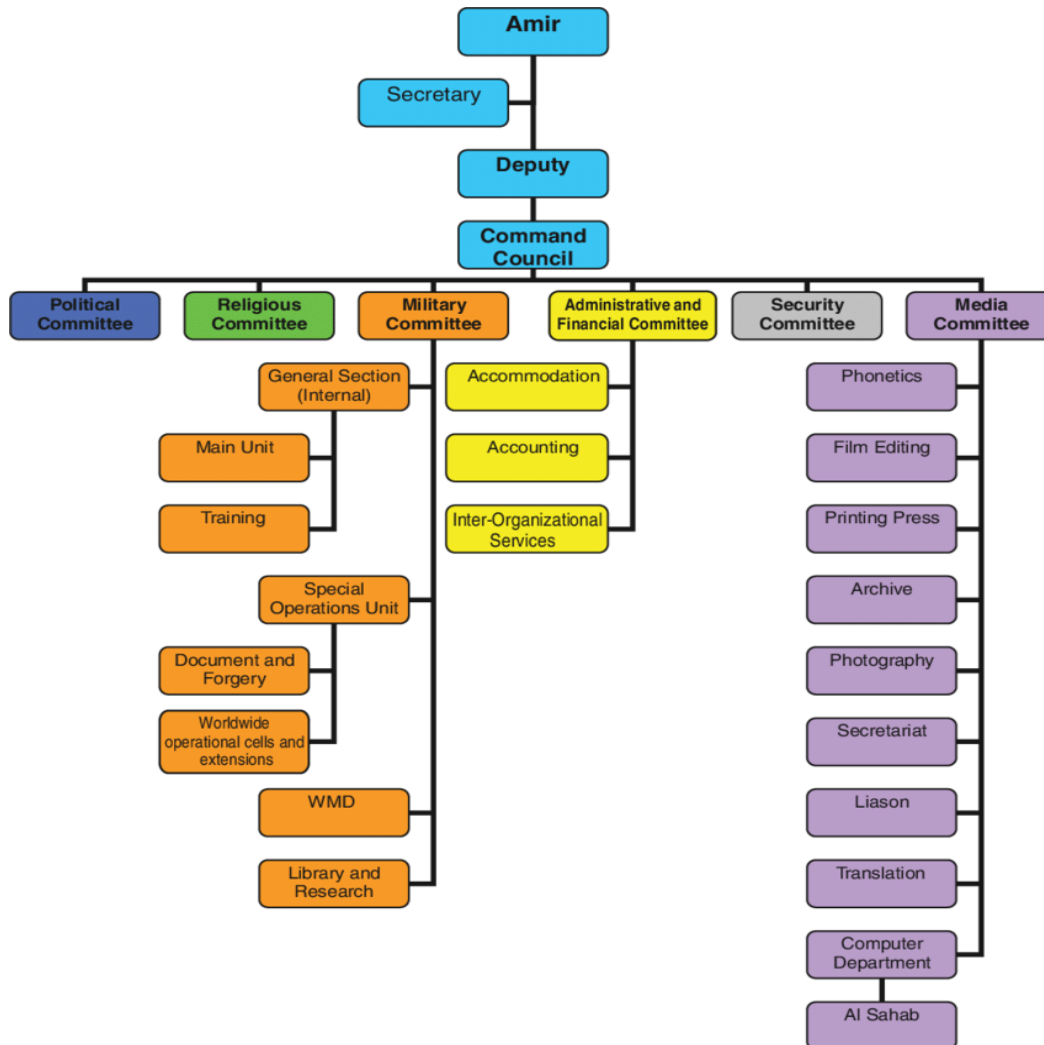 Amir
Secretary
Deputy
Command
Council
Political
Committee
Religious
Committee
Military
Committee
Administrative and
Financial Committee
Security
Committee
Media
Committee
General Section
(Internal)
Main Unit
Training
Special
Operations Unit
Document and
Forgery
Worldwide
operational cells and
extensions
WMD
Library and
Research
Accommodation
Accounting
Inter-Organizational
Services
Phonetics
Film Editing
Printing Press
Archive
Photography
Secretariat
Liason
Translation
Computer
Department
Al Sahab